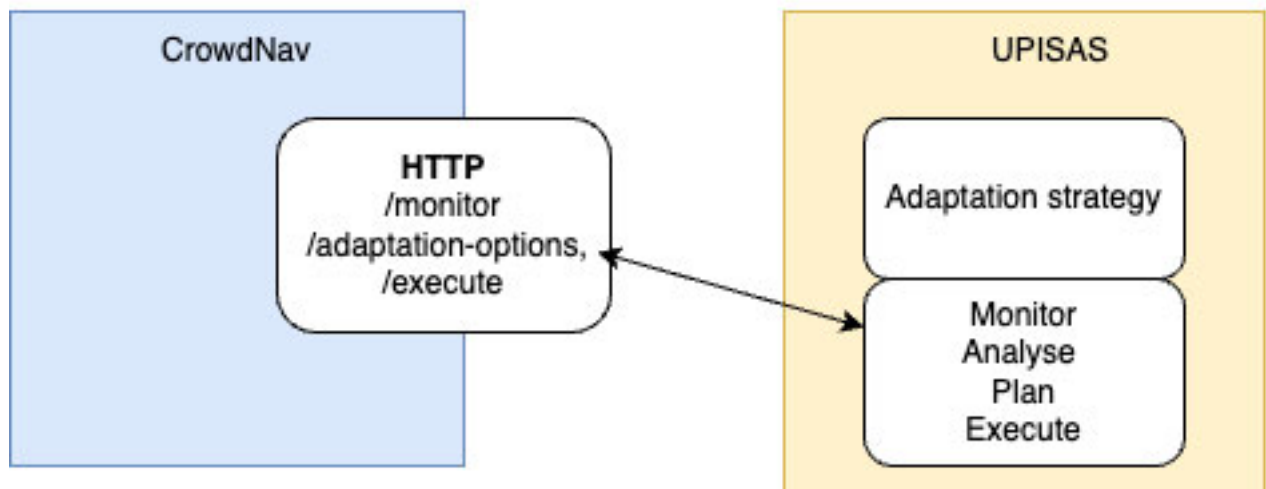 CrowdNav
HTTP
/monitor
/adaptation-options,
/execute
UPISAS
Adaptation strategy
Monitor
Analyse
Plan
Execute